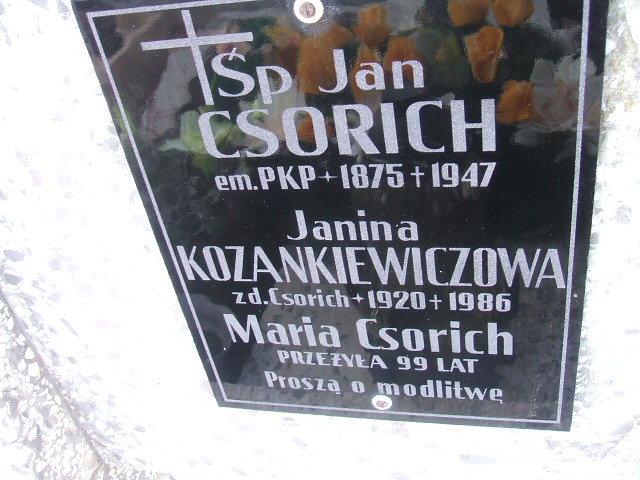 Śp Jan
CSORICH
em. PKP + 1875 † 1947
Janina
KOZANKIEWICZOWA
z d. Csorich + 1920 + 1986
Maria Csorich
PRZEŻYŁA 99 LAT
Proszą o modlitwę